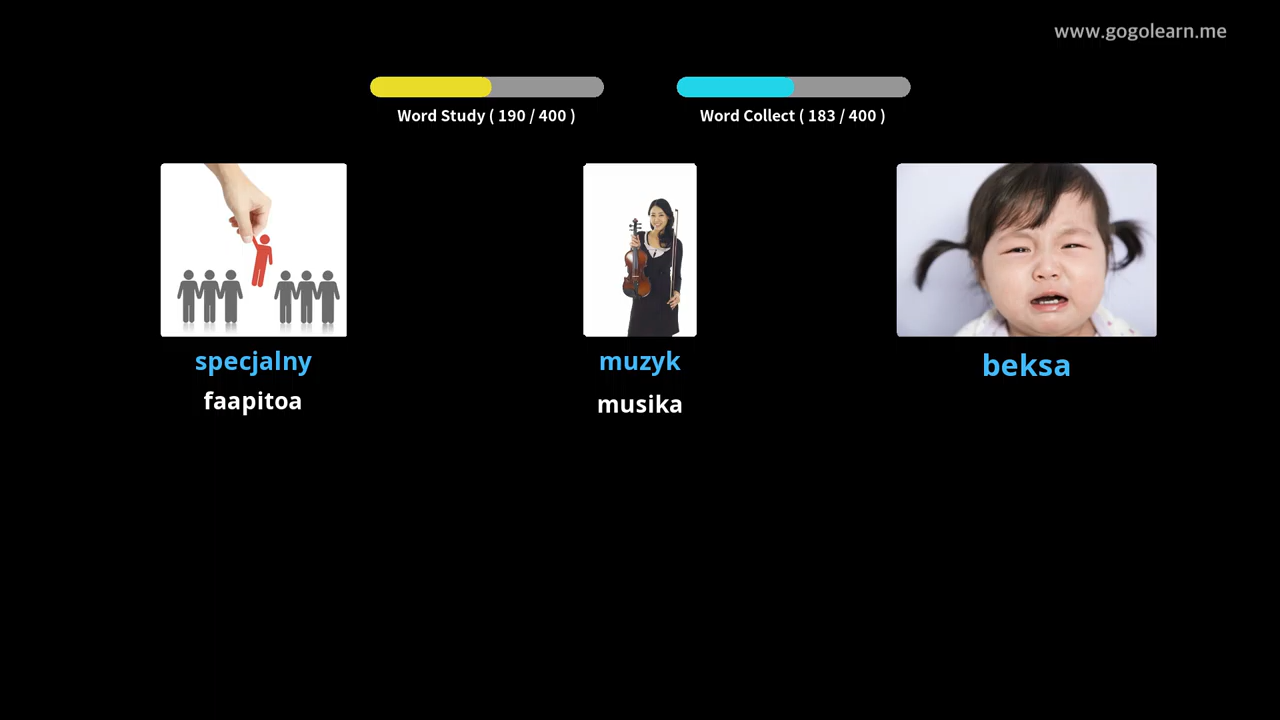 www.gogolearn.me
Word Study ( 190 / 400 )
Word Collect ( 183 / 400 )
specjalny
muzyk
beksa
faapitoa
musika